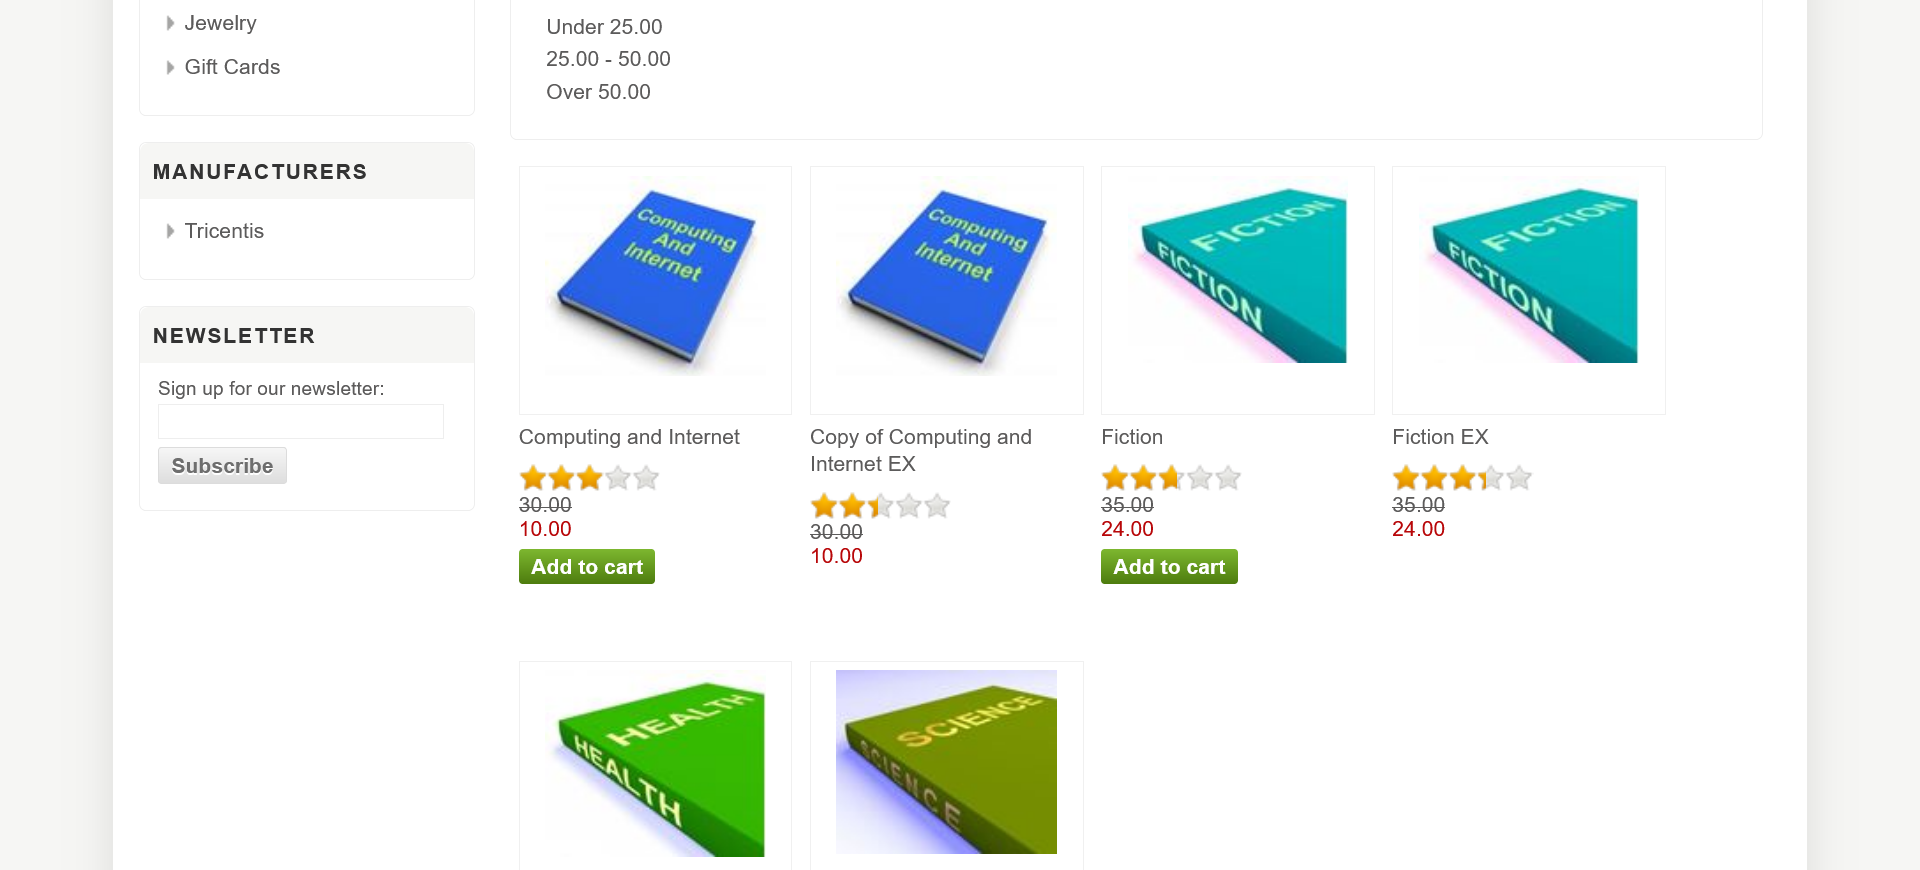 Jewelry
Gift Cards
MANUFACTURERS
Tricentis
NEWSLETTER
Sign up for our newsletter:
Subscribe
Under 25.00
25.00 - 50.00
Over 50.00
Computing
And
Internet
Computing and Internet
30.00
10.00
Add to cart
Computing
And
Internet
Copy of Computing and
Internet EX
30.00
10.00
FICTION
FICTION
Fiction
35.00
24.00
Add to cart
FICTION
FICTION
Fiction EX
35.00
24.00
HEALTH
HEALTH
SCIENCE
SCIENCE